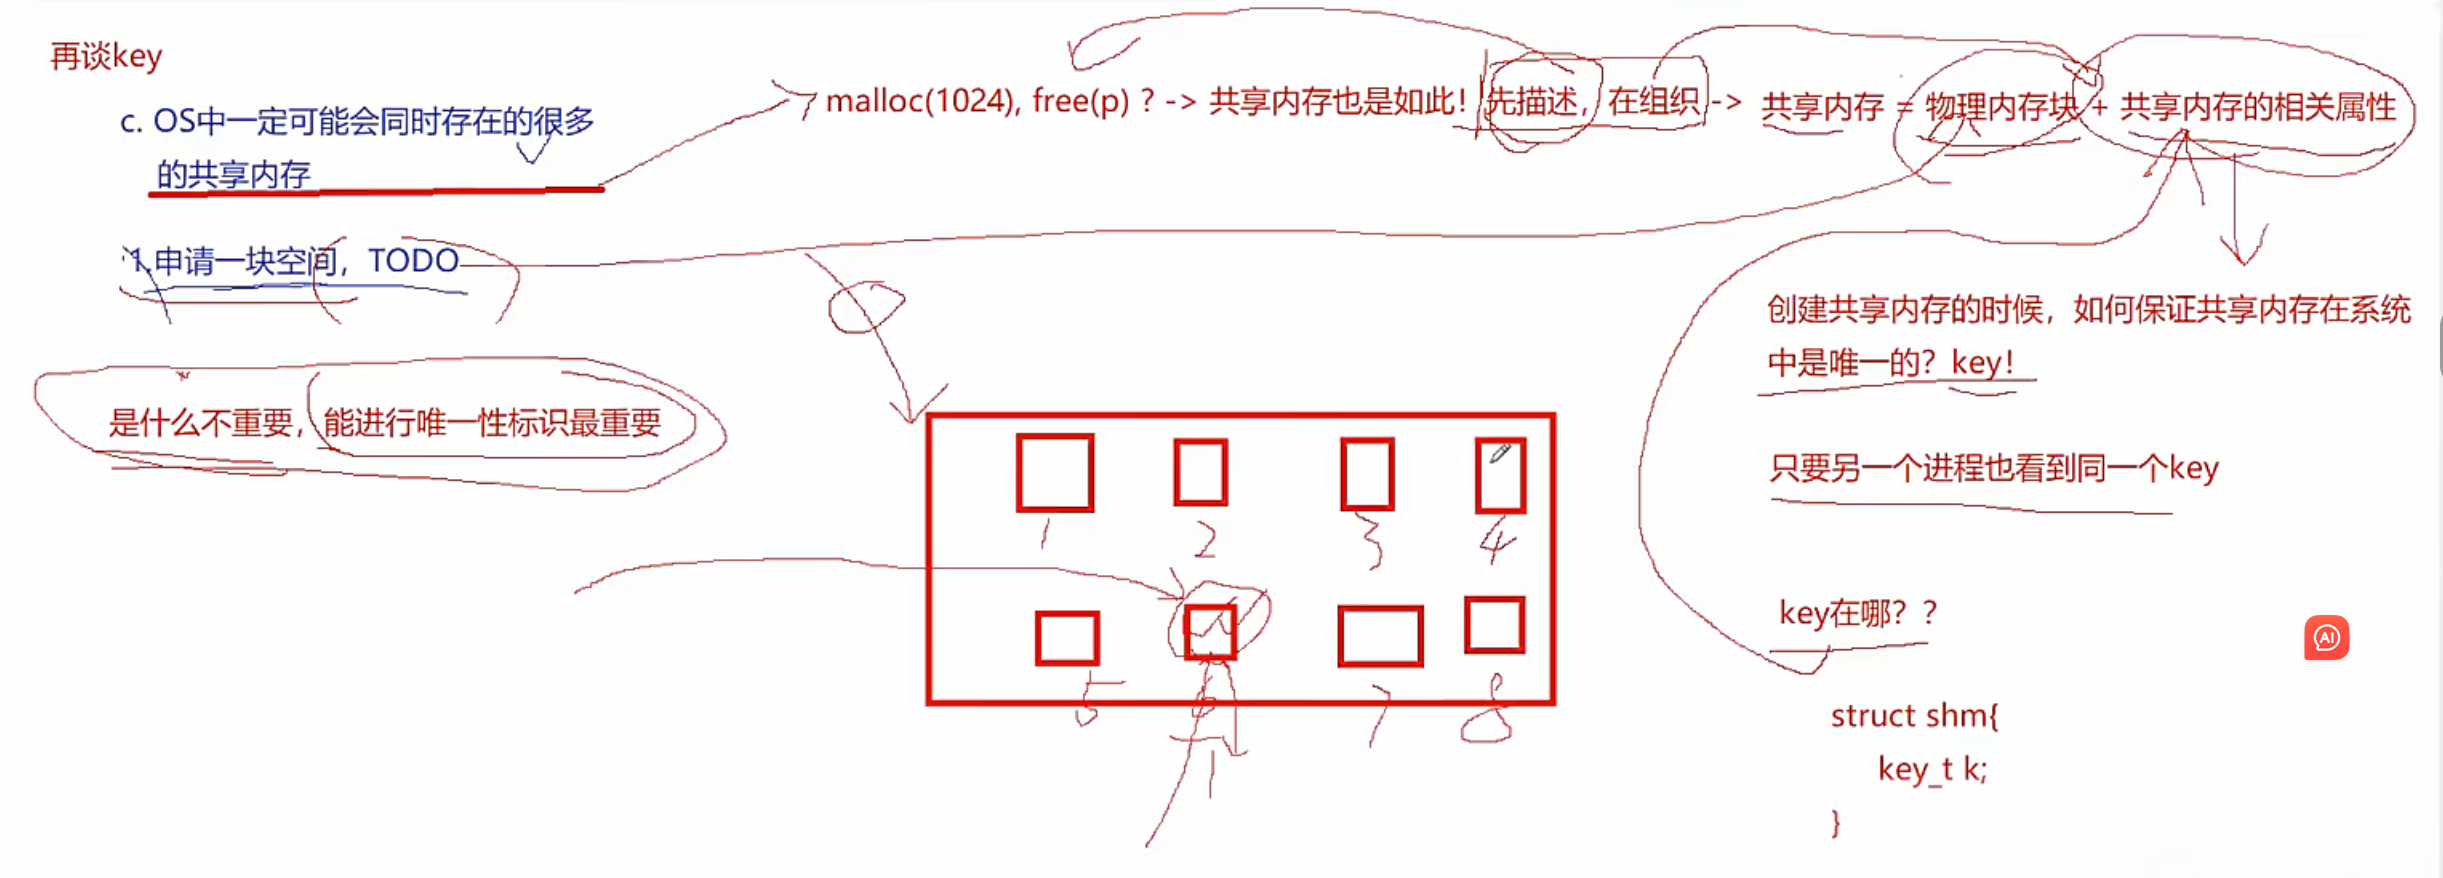 再谈key
c. OS中一定可能会同时存在的很多
的共享内存
malloc(1024), free(p) ? -> 共享内存也是如此！先描述，在组织 -> 共享内存 = 物理内存块 + 共享内存的相关属性
1.申请一块空间，TODO
创建共享内存的时候，如何保证共享内存在系统
中是唯一的？key！
是什么不重要，能进行唯一性标识最重要
只要另一个进程也看到同一个key
1 2 3 4
key在哪？？
5 6 7 8
struct shm{
key_t k;
}
AI